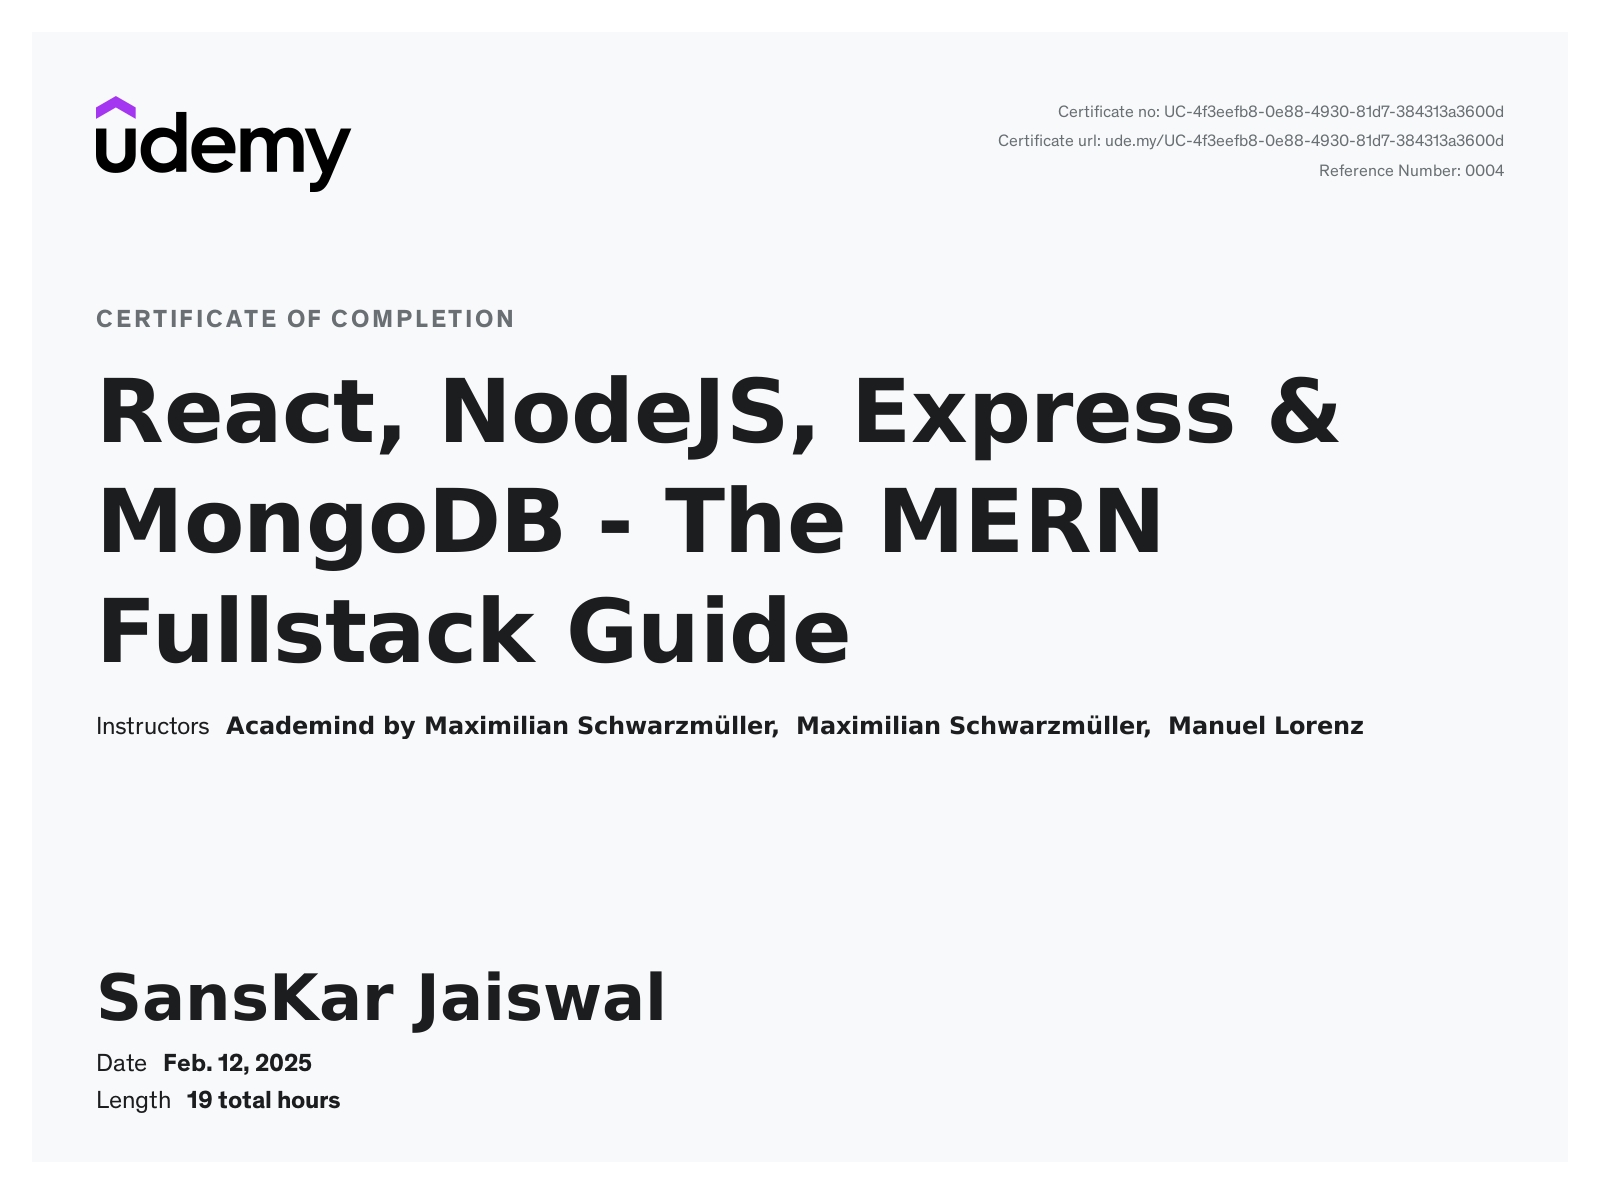 udemy
Certificate no: UC-4f3eefb8-0e88-4930-81d7-384313a3600d
Certificate url: ude.my/UC-4f3eefb8-0e88-4930-81d7-384313a3600d
Reference Number: 0004
CERTIFICATE OF COMPLETION
React, NodeJS, Express &
MongoDB - The MERN
Fullstack Guide
Instructors Academind by Maximilian Schwarzmüller, Maximilian Schwarzmüller, Manuel Lorenz
SansKar Jaiswal
Date Feb. 12, 2025
Length 19 total hours